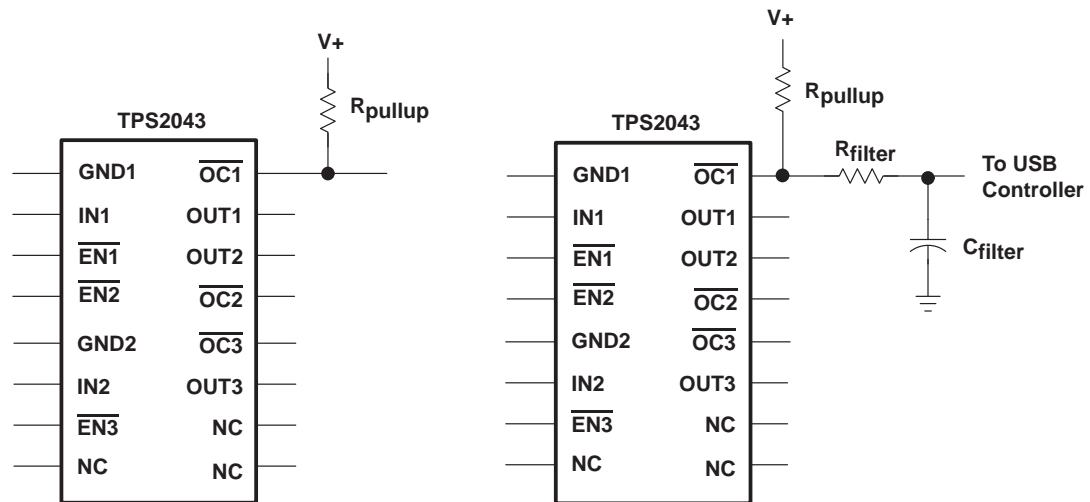 V+
Rpullup
TPS2043
GND1 OC1
IN1 OUT1
EN1 OUT2
EN2 OC2
GND2 OC3
IN2 OUT3
EN3 NC
NC NC
V+
Rpullup
TPS2043
Rfilter
GND1 OC1
To USB
Controller
IN1 OUT1
EN1 OUT2
Cfilter
EN2 OC2
GND2 OC3
IN2 OUT3
EN3 NC
NC NC